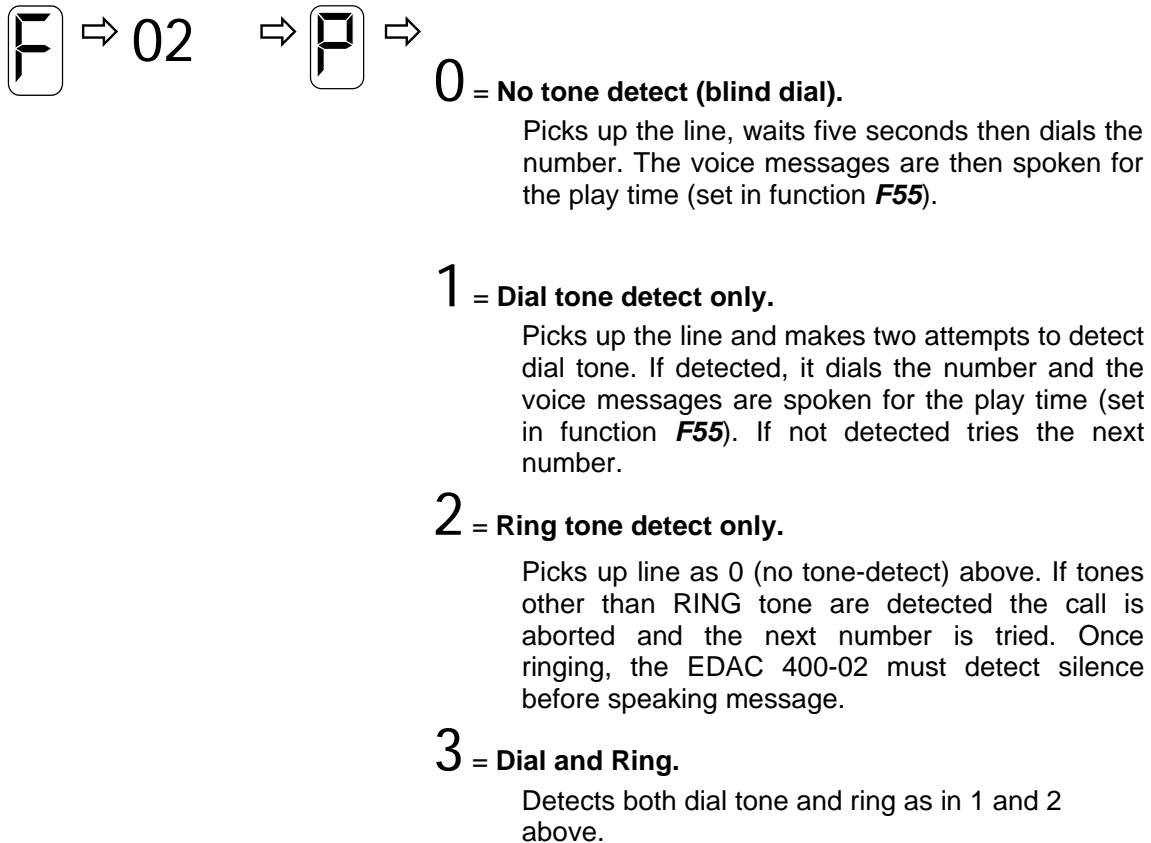 F ⇨ 02 ⇨ P ⇨
0 = No tone detect (blind dial).
Picks up the line, waits five seconds then dials the
number. The voice messages are then spoken for
the play time (set in function F55).
1 = Dial tone detect only.
Picks up the line and makes two attempts to detect
dial tone. If detected, it dials the number and the
voice messages are spoken for the play time (set
in function F55). If not detected tries the next
number.
2 = Ring tone detect only.
Picks up line as 0 (no tone-detect) above. If tones
other than RING tone are detected the call is
aborted and the next number is tried. Once
ringing, the EDAC 400-02 must detect silence
before speaking message.
3 = Dial and Ring.
Detects both dial tone and ring as in 1 and 2
above.